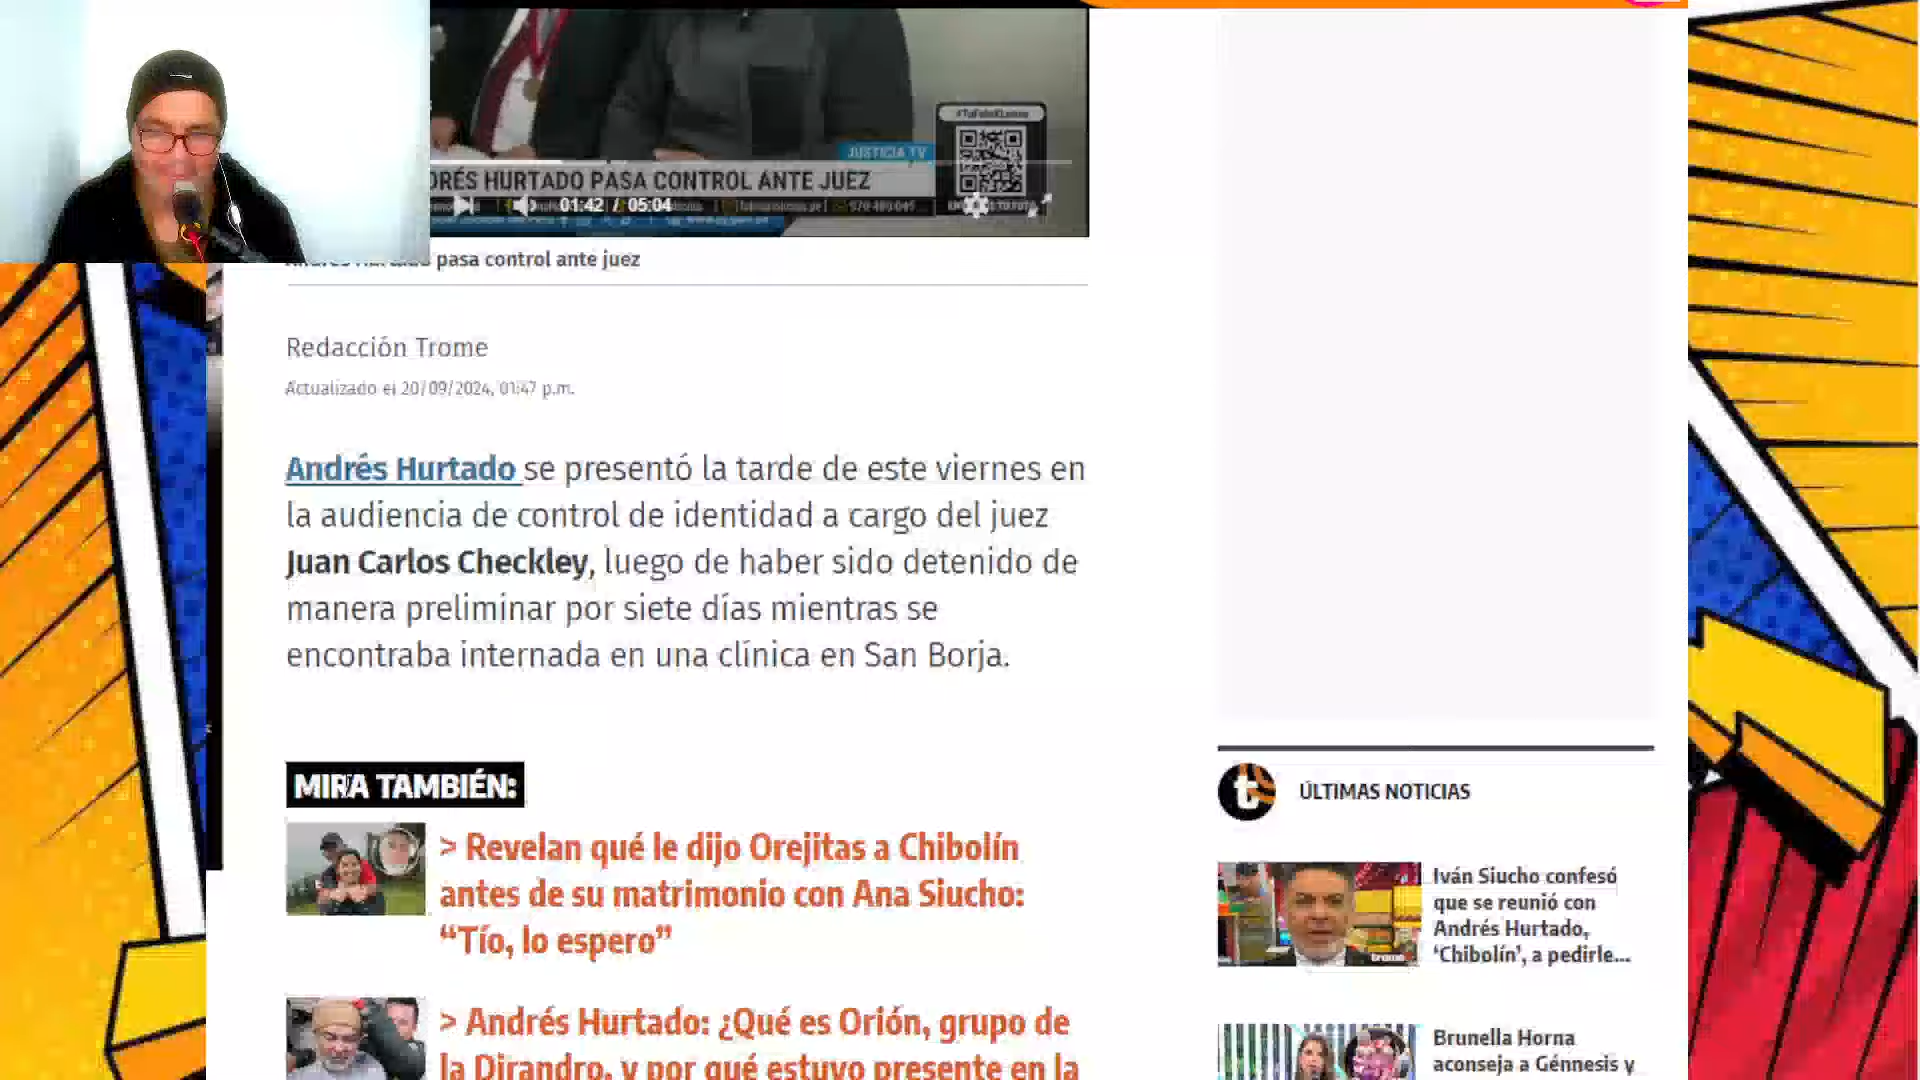 #TuFotoXLamina
JUSTICIA TV
DRÉS HURTADO PASA CONTROL ANTE JUEZ
01:42 / 05:04
pasa control ante juez
Redacción Trome
Actualizado el 20/09/2024, 01:47 p.m.
Andrés Hurtado se presentó la tarde de este viernes en
la audiencia de control de identidad a cargo del juez
Juan Carlos Checkley, luego de haber sido detenido de
manera preliminar por siete días mientras se
encontraba internada en una clínica en San Borja.
MIRA TAMBIÉN:
> Revelan qué le dijo Orejitas a Chibolín
antes de su matrimonio con Ana Siucho:
“Tío, lo espero”
> Andrés Hurtado: ¿Qué es Orión, grupo de
la Dirandro, y por qué estuvo presente en la
t
ÚLTIMAS NOTICIAS
Iván Siucho confesó
que se reunió con
Andrés Hurtado,
‘Chibolín’, a pedirle...
trome
Brunella Horna
aconseja a Génnesis y